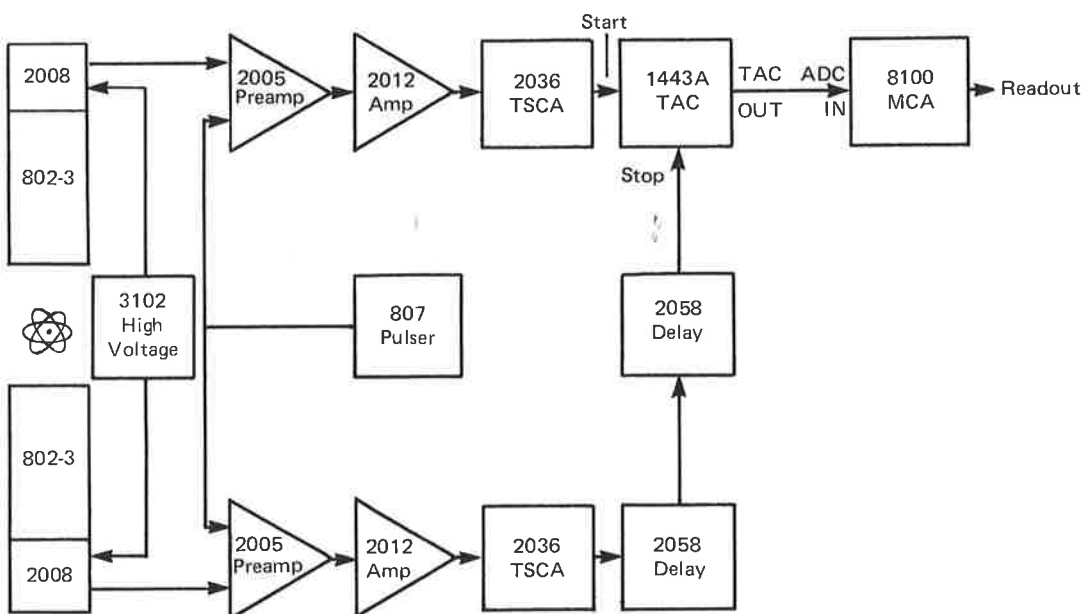 Start
2008
2005
Preamp
2012
Amp
2036
TSCA
1443A
TAC
TAC
OUT
ADC
IN
8100
MCA
Readout
802-3
Stop
3102
High
Voltage
807
Pulser
2058
Delay
802-3
2008
2005
Preamp
2012
Amp
2036
TSCA
2058
Delay